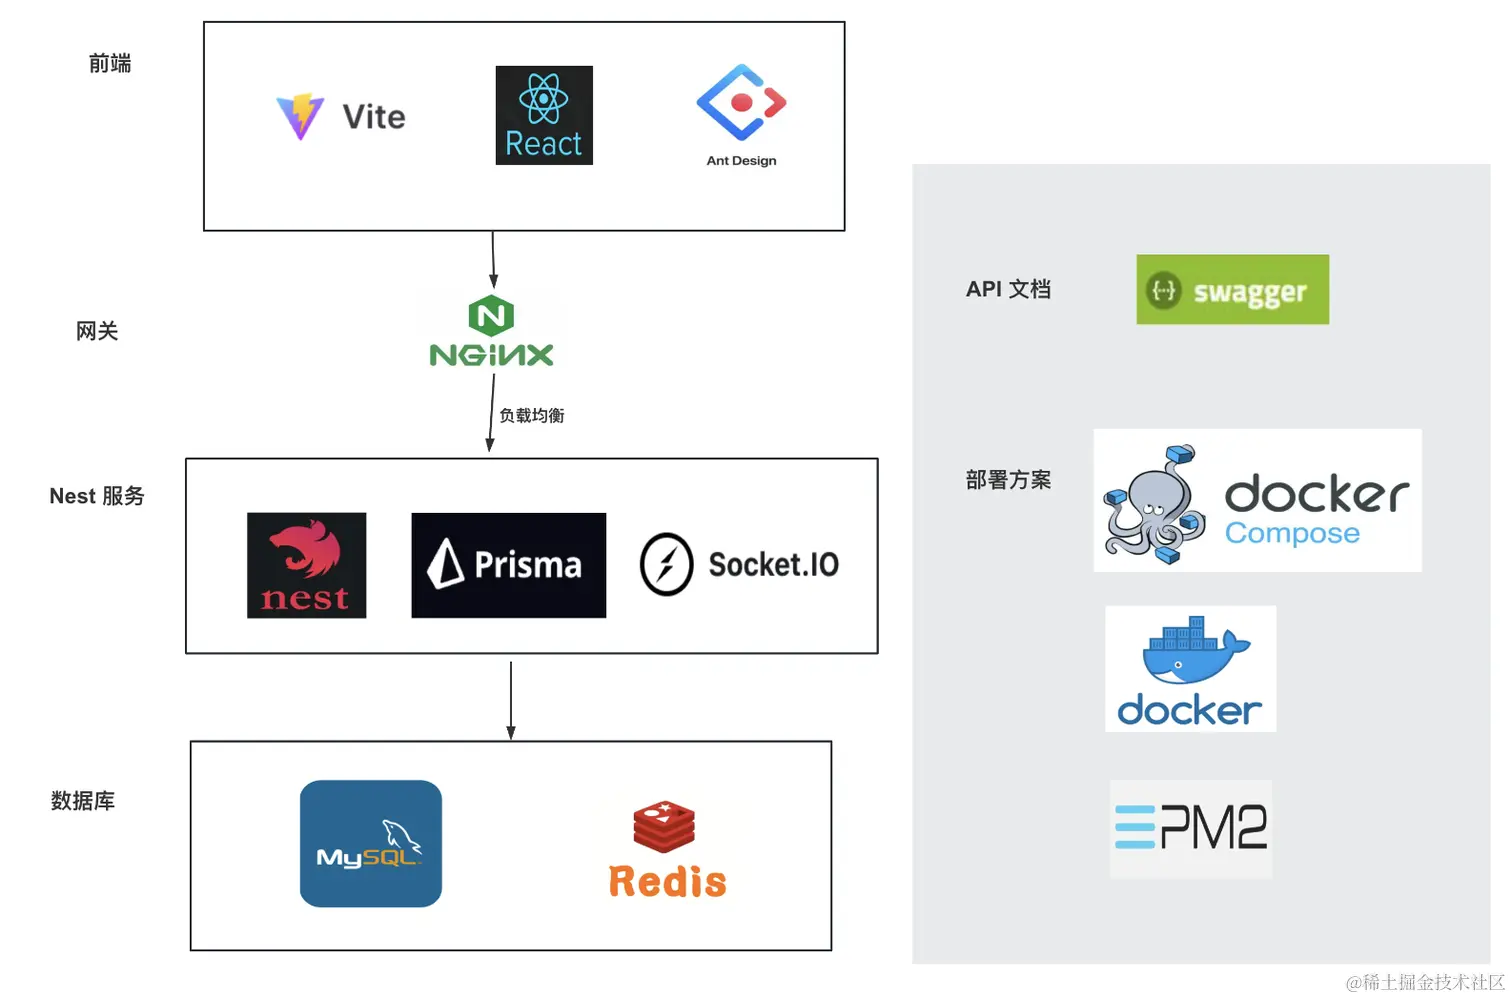 前端
Vite
React
Ant Design
网关
NGINX
负载均衡
Nest 服务
nest
Prisma
Socket.IO
数据库
MySQL
Redis
API 文档
swagger
部署方案
docker
Compose
docker
PM2
@稀土掘金技术社区